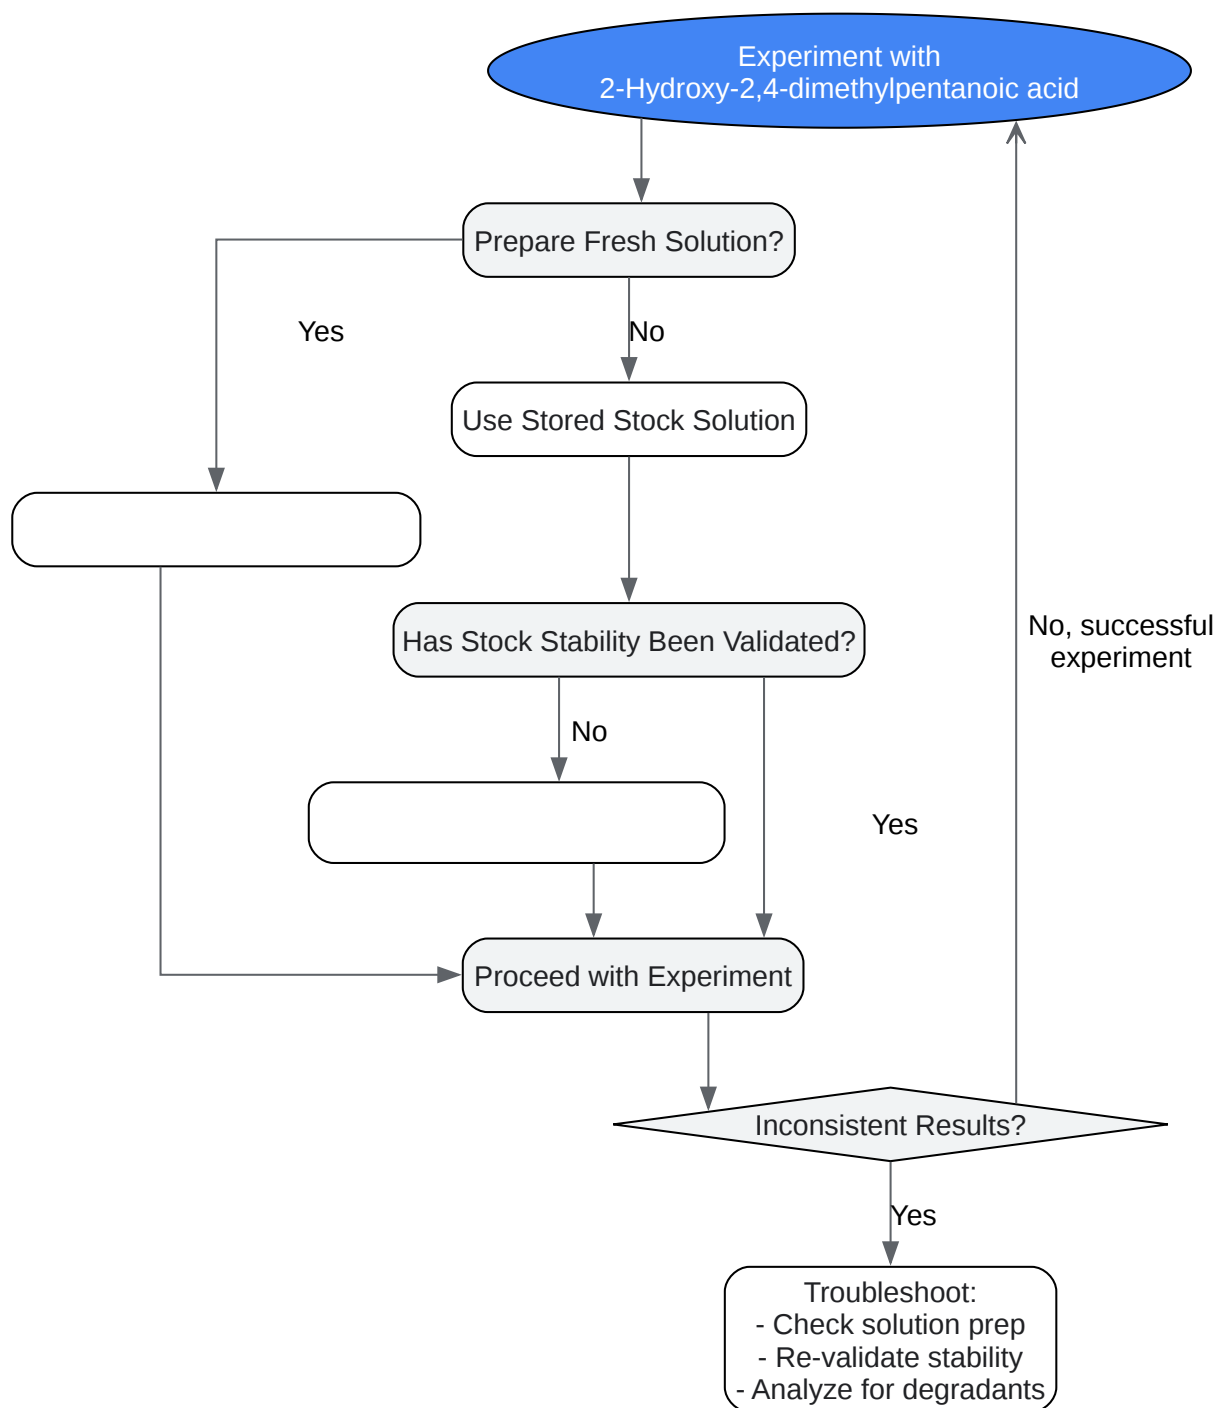 Experiment with
2-Hydroxy-2,4-dimethylpentanoic acid
Prepare Fresh Solution?
Yes
No
Use Stored Stock Solution
Has Stock Stability Been Validated?
No, successful
experiment
No
Yes
Proceed with Experiment
Inconsistent Results?
Yes
Troubleshoot:
- Check solution prep
- Re-validate stability
- Analyze for degradants